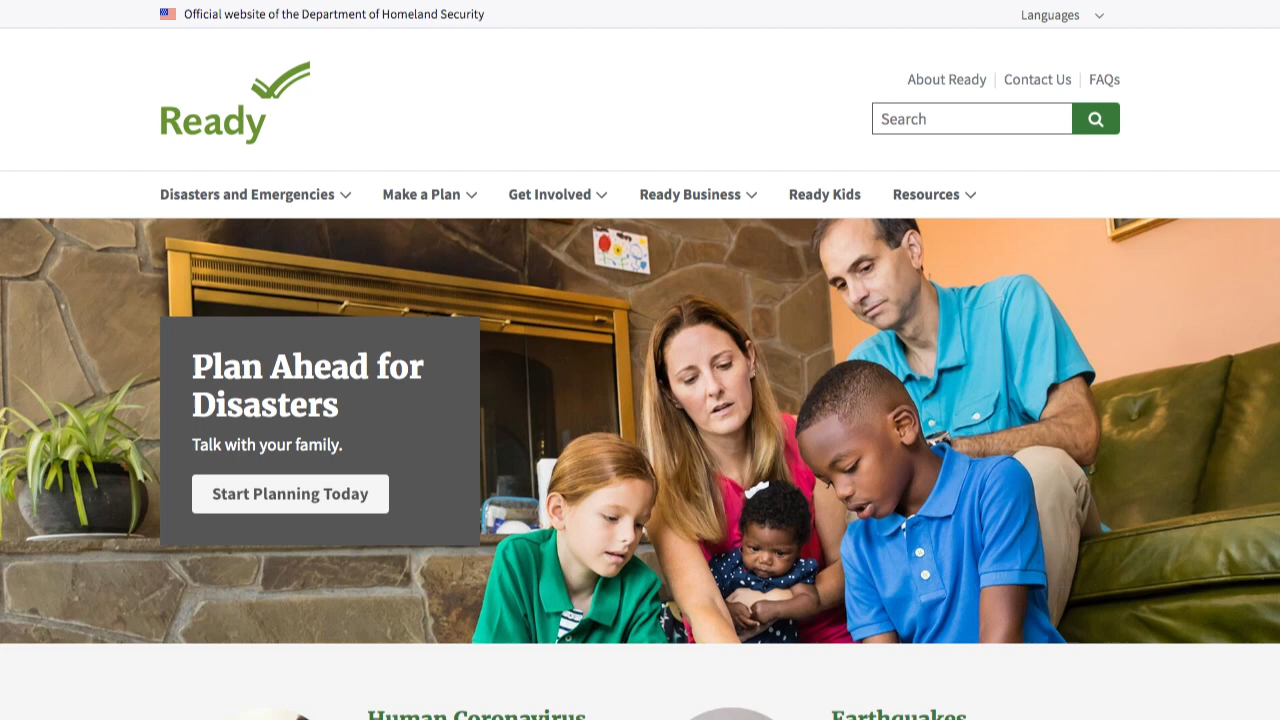 Official website of the Department of Homeland Security
Languages
Ready
About Ready
Contact Us
FAQs
Search
Disasters and Emergencies
Make a Plan
Get Involved
Ready Business
Ready Kids
Resources
Plan Ahead for
Disasters
Talk with your family.
Start Planning Today
Human Coronavirus
Earthquakes